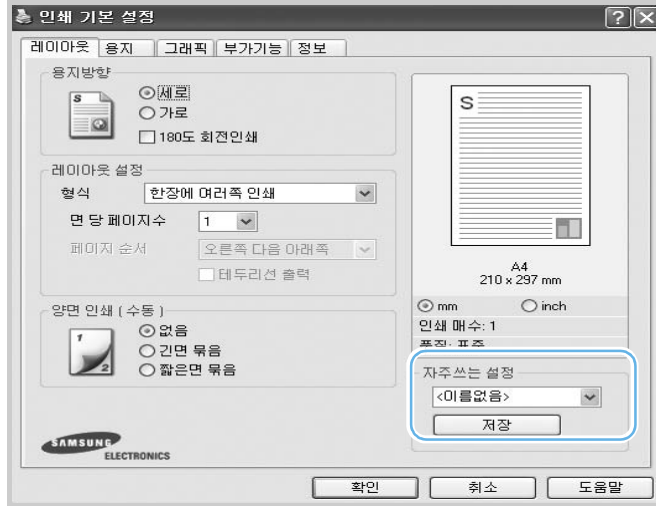 인쇄 기본 설정
레이아웃 용지 그래픽 부가기능 정보
용지방향
세로
가로
180도 회전인쇄
레이아웃 설정
형식 한장에 여러쪽 인쇄
면 당 페이지수 1
페이지 순서 오른쪽 다음 아래쪽
테두리선 출력
양면 인쇄 ( 수동 )
없음
긴면 묶음
짧은면 묶음
S
S
1
2
A4
210 x 297 mm
mm inch
인쇄 매수: 1
품질: 표준
자주쓰는 설정
<이름없음>
저장
SAMSUNG
ELECTRONICS
확인 취소 도움말